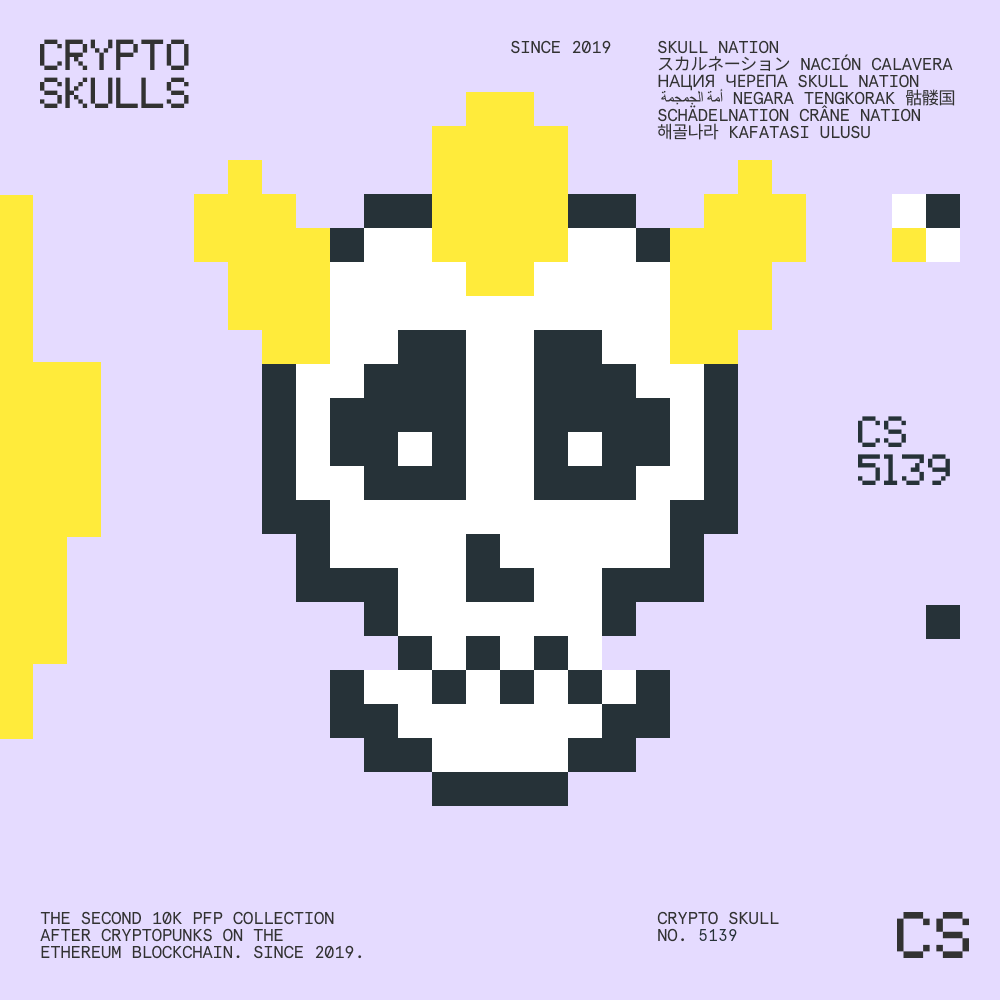 CRYPTO
SKULLS
SINCE 2019
SKULL NATION
スカルネーション NACIÓN CALAVERA
НАЦИЯ ЧЕРЕПА SKULL NATION
أمة الجمجمة NEGARA TENGKORAK 骷髅国
SCHÄDELNATION CRÂNE NATION
해골나라 KAFATASI ULUSU
CS
5139
THE SECOND 10K PFP COLLECTION
AFTER CRYPTOPUNKS ON THE
ETHEREUM BLOCKCHAIN. SINCE 2019.
CRYPTO SKULL
NO. 5139
CS